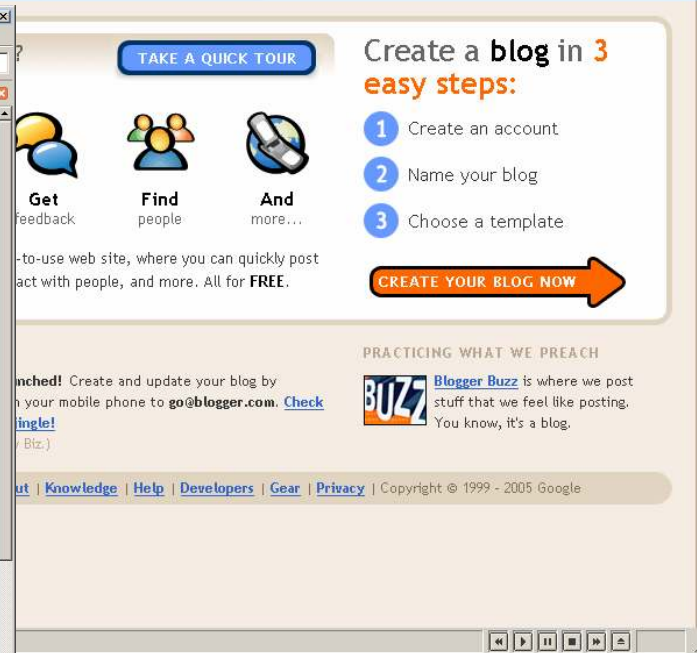 ?
TAKE A QUICK TOUR
Get
feedback
Find
people
And
more...
-to-use web site, where you can quickly post
act with people, and more. All for FREE.
Create a blog in 3
easy steps:
1 Create an account
2 Name your blog
3 Choose a template
CREATE YOUR BLOG NOW
nched! Create and update your blog by
your mobile phone to go@blogger.com. Check
ingle!
Biz.)
PRACTICING WHAT WE PREACH
BUZZ
Blogger Buzz is where we post
stuff that we feel like posting.
You know, it's a blog.
ut | Knowledge | Help | Developers | Gear | Privacy | Copyright © 1999 - 2005 Google